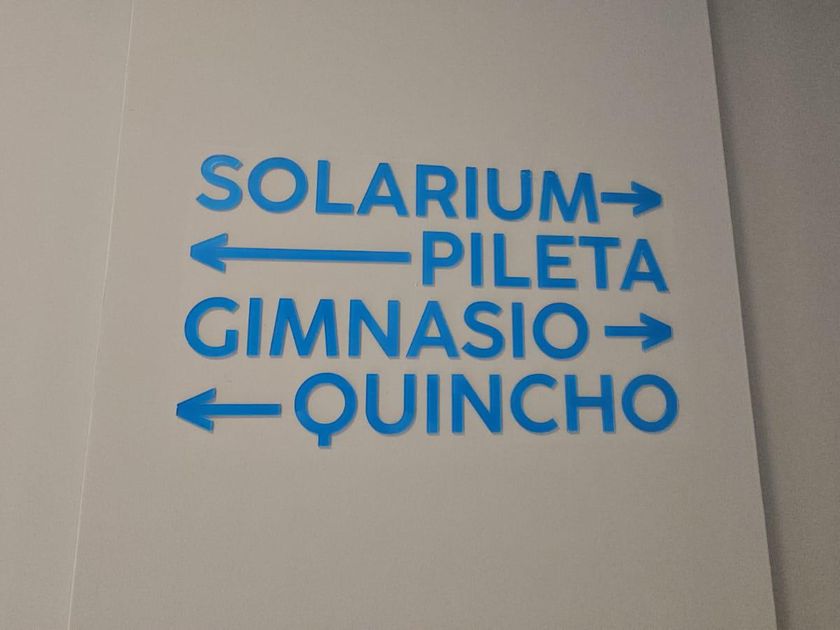 SOLARIUM→
←PILETA
GIMNASIO→
←QUINCHO